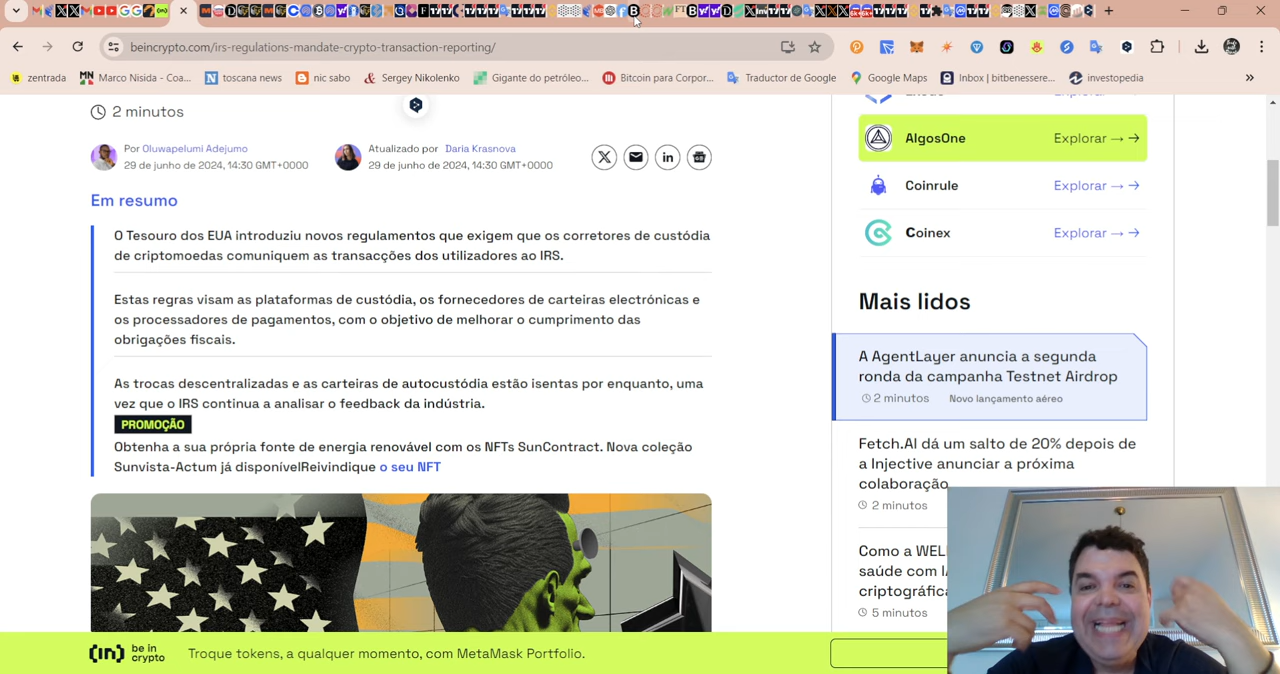 beincrypto.com/irs-regulations-mandate-crypto-transaction-reporting/
zentrada
Marco Nisida - Coa...
toscana news
nic sabo
Sergey Nikolenko
Gigante do petróleo...
Bitcoin para Corpor...
Traductor de Google
Google Maps
Inbox | bitbenessere...
investopedia
»
2 minutos
Por Oluwapelumi Adejumo
29 de junho de 2024, 14:30 GMT+0000
Atualizado por Daria Krasnova
29 de junho de 2024, 14:30 GMT+0000
Em resumo
O Tesouro dos EUA introduziu novos regulamentos que exigem que os corretores de custódia
de criptomoedas comuniquem as transacções dos utilizadores ao IRS.
Estas regras visam as plataformas de custódia, os fornecedores de carteiras electrónicas e
os processadores de pagamentos, com o objetivo de melhorar o cumprimento das
obrigações fiscais.
As trocas descentralizadas e as carteiras de autocustódia estão isentas por enquanto, uma
vez que o IRS continua a analisar o feedback da indústria.
PROMOÇÃO
Obtenha a sua própria fonte de energia renovável com os NFTs SunContract. Nova coleção
Sunvista-Actum já disponívelReivindique o seu NFT
Explorar → →
AlgosOne Explorar → →
Coinrule Explorar → →
Coinex Explorar → →
Mais lidos
A AgentLayer anuncia a segunda
ronda da campanha Testnet Airdrop
2 minutos Novo lançamento aéreo
Fetch.AI dá um salto de 20% depois de
a Injective anunciar a próxima
colaboração
2 minutos
Como a WEL
saúde com IA
criptográfica
5 minutos
be in
crypto
Troque tokens, a qualquer momento, com MetaMask Portfolio.